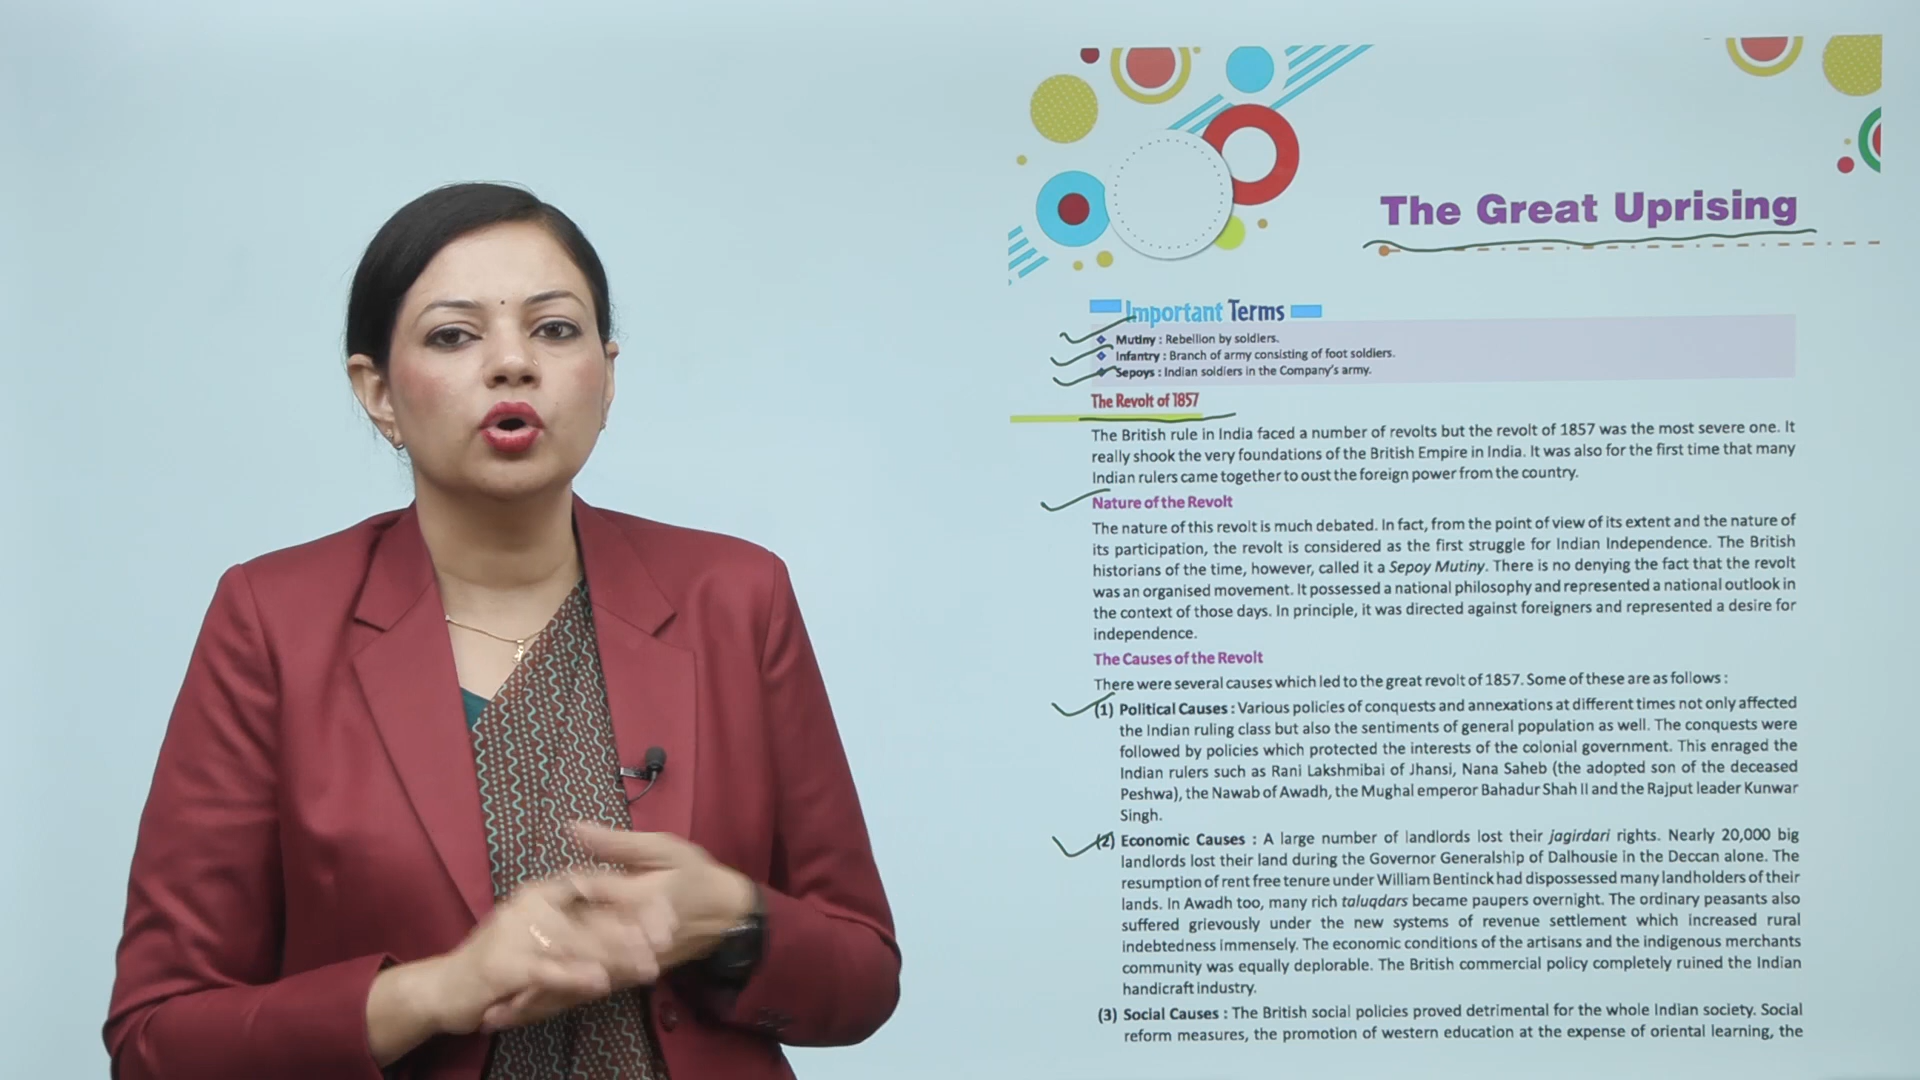 The Great Uprising
Important Terms
Mutiny : Rebellion by soldiers.
Infantry : Branch of army consisting of foot soldiers.
Sepoys : Indian soldiers in the Company's army.
The Revolt of 1857
The British rule in India faced a number of revolts but the revolt of 1857 was the most severe one. It
really shook the very foundations of the British Empire in India. It was also for the first time that many
Indian rulers came together to oust the foreign power from the country.
Nature of the Revolt
The nature of this revolt is much debated. In fact, from the point of view of its extent and the nature of
its participation, the revolt is considered as the first struggle for Indian Independence. The British
historians of the time, however, called it a Sepoy Mutiny. There is no denying the fact that the revolt
was an organised movement. It possessed a national philosophy and represented a national outlook in
the context of those days. In principle, it was directed against foreigners and represented a desire for
independence.
The Causes of the Revolt
There were several causes which led to the great revolt of 1857. Some of these are as follows :
(1) Political Causes : Various policies of conquests and annexations at different times not only affected
the Indian ruling class but also the sentiments of general population as well. The conquests were
followed by policies which protected the interests of the colonial government. This enraged the
Indian rulers such as Rani Lakshmibai of Jhansi, Nana Saheb (the adopted son of the deceased
Peshwa), the Nawab of Awadh, the Mughal emperor Bahadur Shah II and the Rajput leader Kunwar
Singh.
(2) Economic Causes : A large number of landlords lost their jagirdari rights. Nearly 20,000 big
landlords lost their land during the Governor Generalship of Dalhousie in the Deccan alone. The
resumption of rent free tenure under William Bentinck had dispossessed many landholders of their
lands. In Awadh too, many rich taluqdars became paupers overnight. The ordinary peasants also
suffered grievously under the new systems of revenue settlement which increased rural
indebtedness immensely. The economic conditions of the artisans and the indigenous merchants
community was equally deplorable. The British commercial policy completely ruined the Indian
handicraft industry.
(3) Social Causes : The British social policies proved detrimental for the whole Indian society. Social
reform measures, the promotion of western education at the expense of oriental learning, the